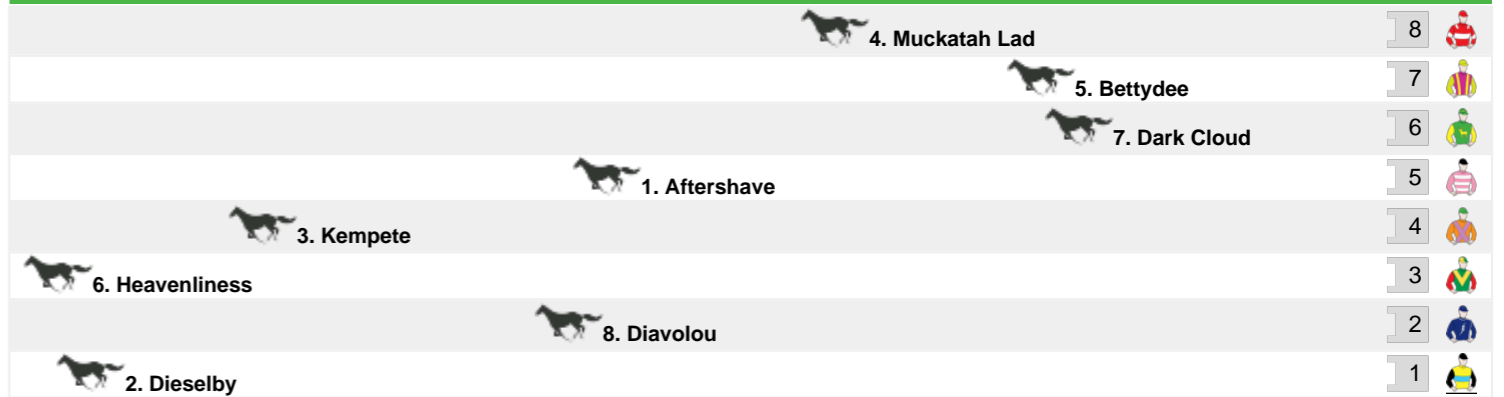 4. Muckatah Lad 8
5. Bettydee 7
7. Dark Cloud 6
1. Aftershave 5
3. Kempete 4
6. Heavenliness 3
8. Diavolou 2
2. Dieselby 1